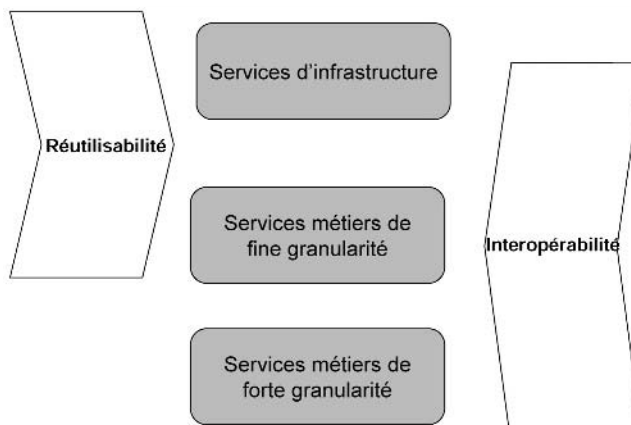 Services d'infrastructure
Réutilisabilité
Services métiers de
fine granularité
Interopérabilité
Services métiers de
forte granularité